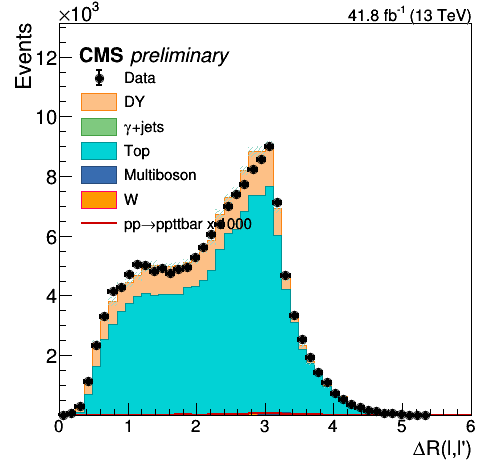 ×10³
41.8 fb⁻¹ (13 TeV)
Events
CMS preliminary
Data
DY
γ+jets
Top
Multiboson
W
pp→ppttbar x 1000
12
10
8
6
4
2
0 1 2 3 4 5 6
ΔR(l,l')